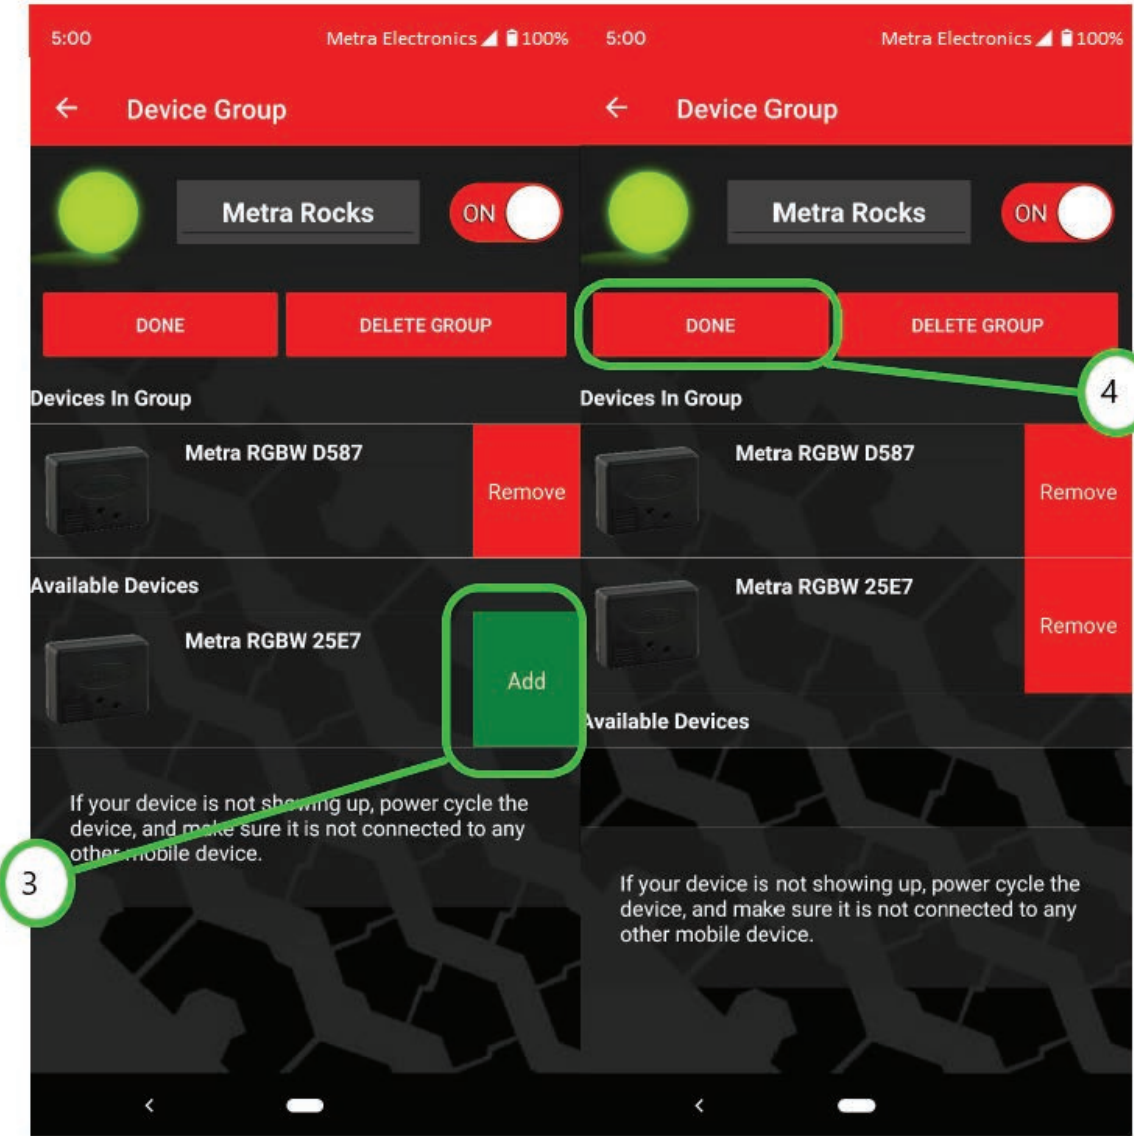 5:00
Metra Electronics 100%
Device Group
Metra Rocks
ON
DONE
DELETE GROUP
Devices In Group
Metra RGBW D587
Remove
Available Devices
Metra RGBW 25E7
Add
If your device is not showing up, power cycle the
device, and make sure it is not connected to any
other mobile device.
3
5:00
Metra Electronics 100%
Device Group
Metra Rocks
ON
DONE
DELETE GROUP
4
Devices In Group
Metra RGBW D587
Remove
Metra RGBW 25E7
Remove
Available Devices
If your device is not showing up, power cycle the
device, and make sure it is not connected to any
other mobile device.